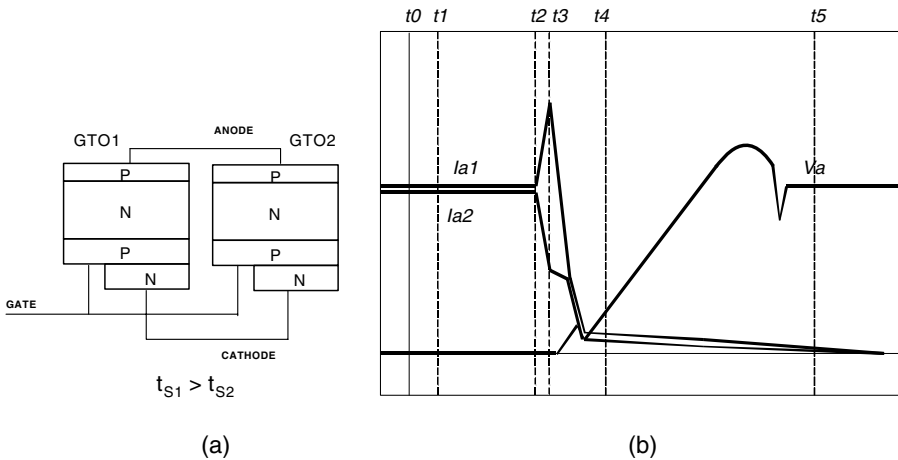 t0 t1 t2 t3 t4 t5
GTO1 ANODE GTO2
P P
N N
P P
N N
GATE
CATHODE
tS1 > tS2
Ia1 Va
Ia2
(a) (b)